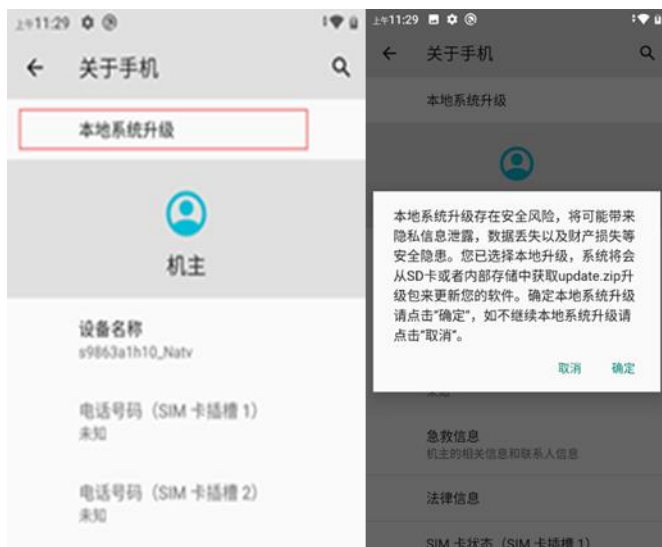 上午11:29
关于手机
本地系统升级
机主
设备名称
s9863a1h10_Natv
电话号码（SIM 卡插槽 1）
未知
电话号码（SIM 卡插槽 2）
未知
上午11:29
关于手机
本地系统升级
本地系统升级存在安全风险，将可能带来
隐私信息泄露，数据丢失以及财产损失等
安全隐患。您已选择本地升级，系统将会
从SD卡或者内部存储中获取update.zip升
级包来更新您的软件。确定本地系统升级
请点击“确定”，如不继续本地系统升级请
点击“取消”。
取消 确定
未知
急救信息
机主的相关信息和联系人信息
法律信息
SIM 卡状态（SIM 卡插槽 1）